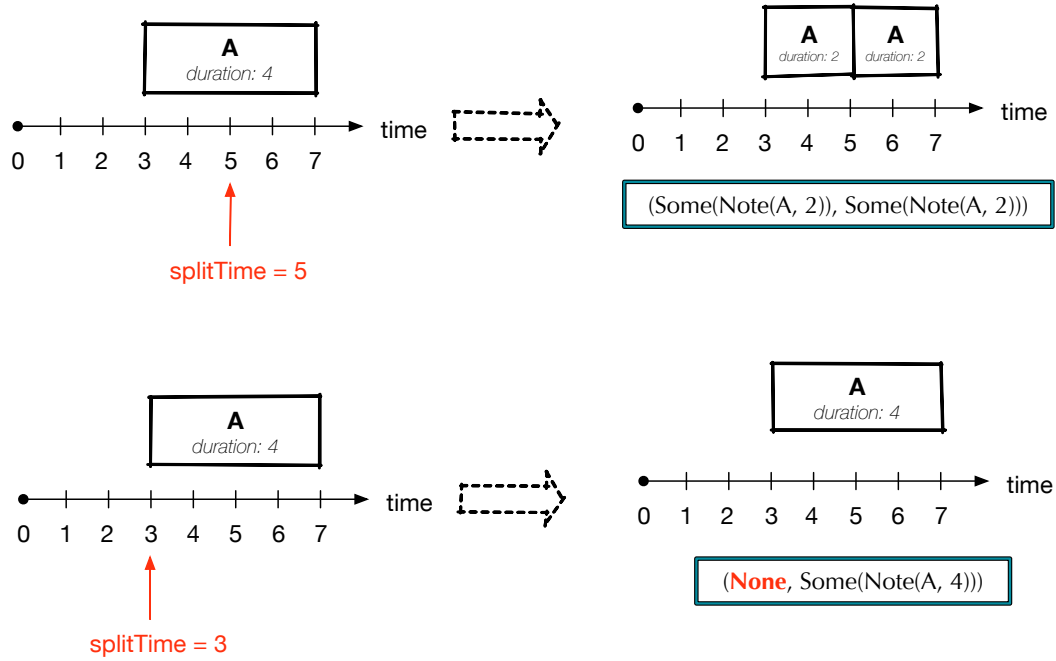 A
duration: 4
time
0 1 2 3 4 5 6 7
splitTime = 5
A A
duration: 2 duration: 2
time
0 1 2 3 4 5 6 7
(Some(Note(A, 2)), Some(Note(A, 2)))
A
duration: 4
time
0 1 2 3 4 5 6 7
splitTime = 3
A
duration: 4
time
0 1 2 3 4 5 6 7
(None, Some(Note(A, 4)))